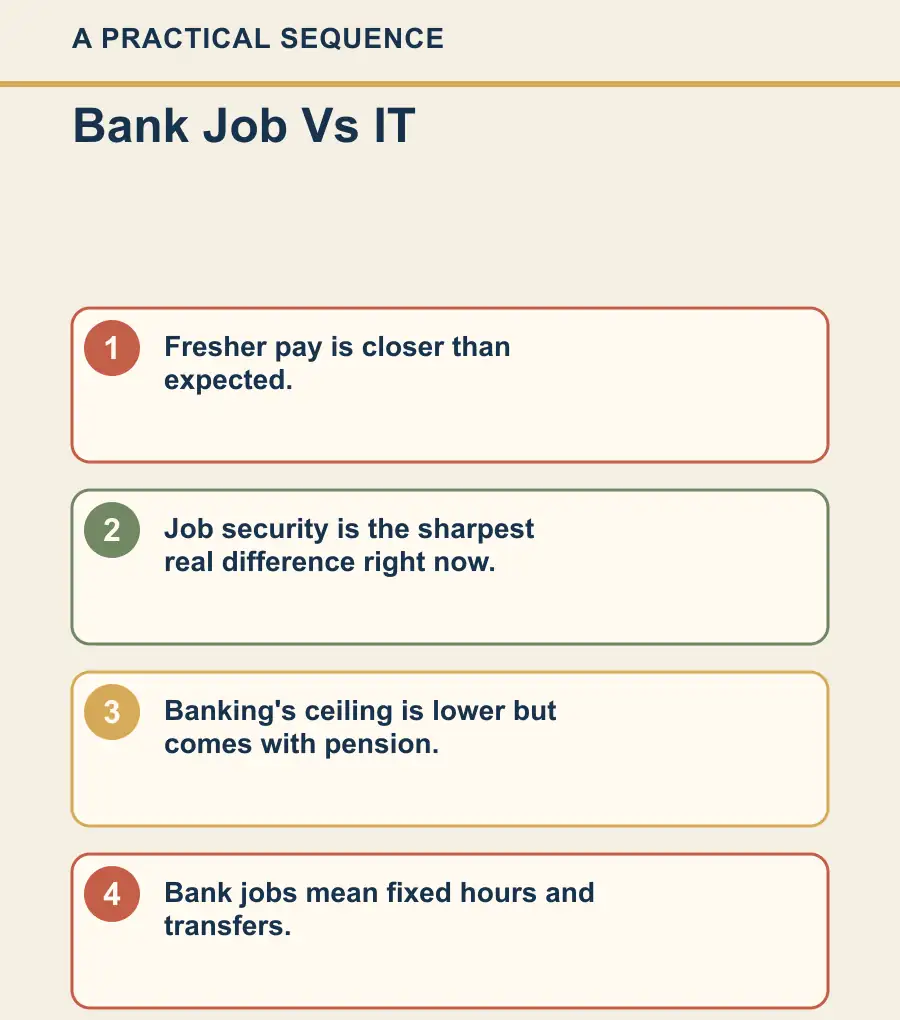 A PRACTICAL SEQUENCE
Bank Job Vs IT
1
Fresher pay is closer than
expected.
2
Job security is the sharpest
real difference right now.
3
Banking's ceiling is lower but
comes with pension.
4
Bank jobs mean fixed hours and
transfers.